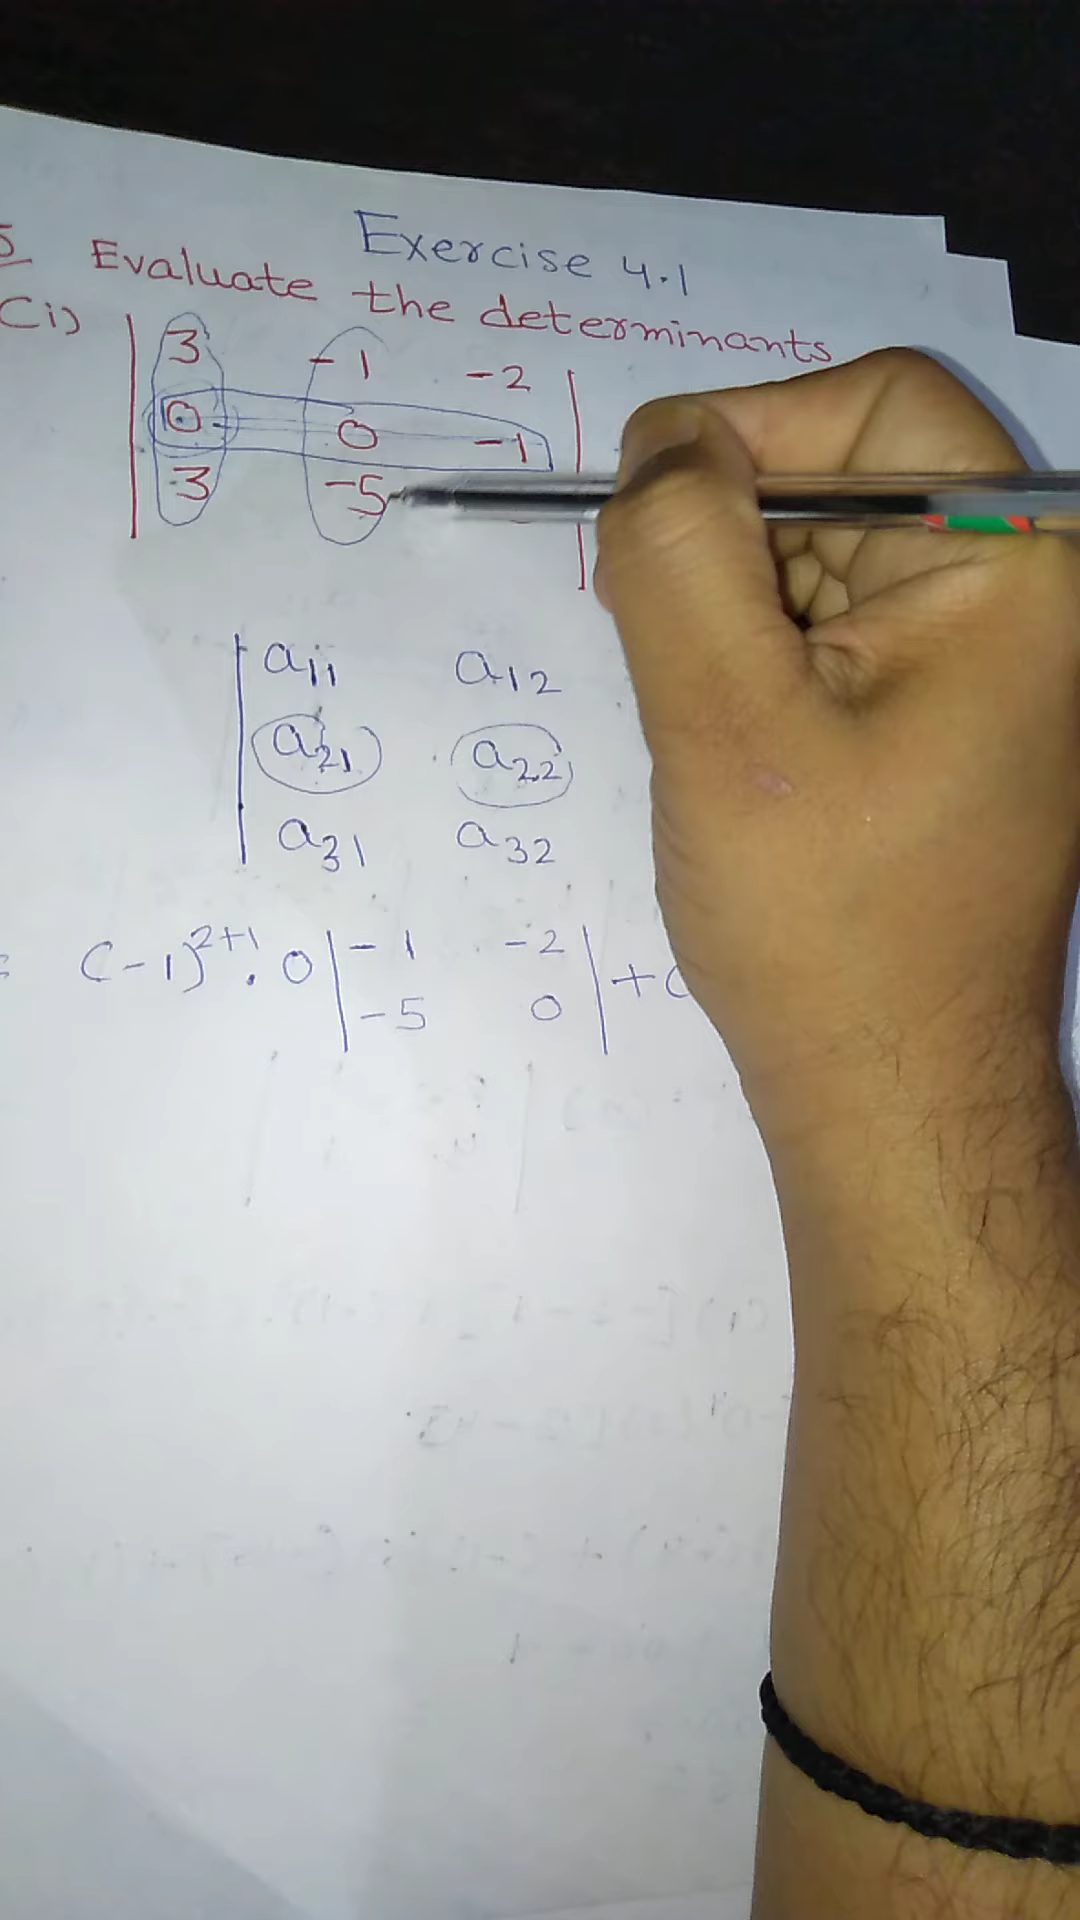 Exercise 4.1
5 Evaluate the determinants
(i) | 3 -1 -2 |
0 0 -1
3 -5
| a11 a12
a21 a22
a31 a32
= (-1)^2+1 . 0 | -1 -2 | + (
-5 0